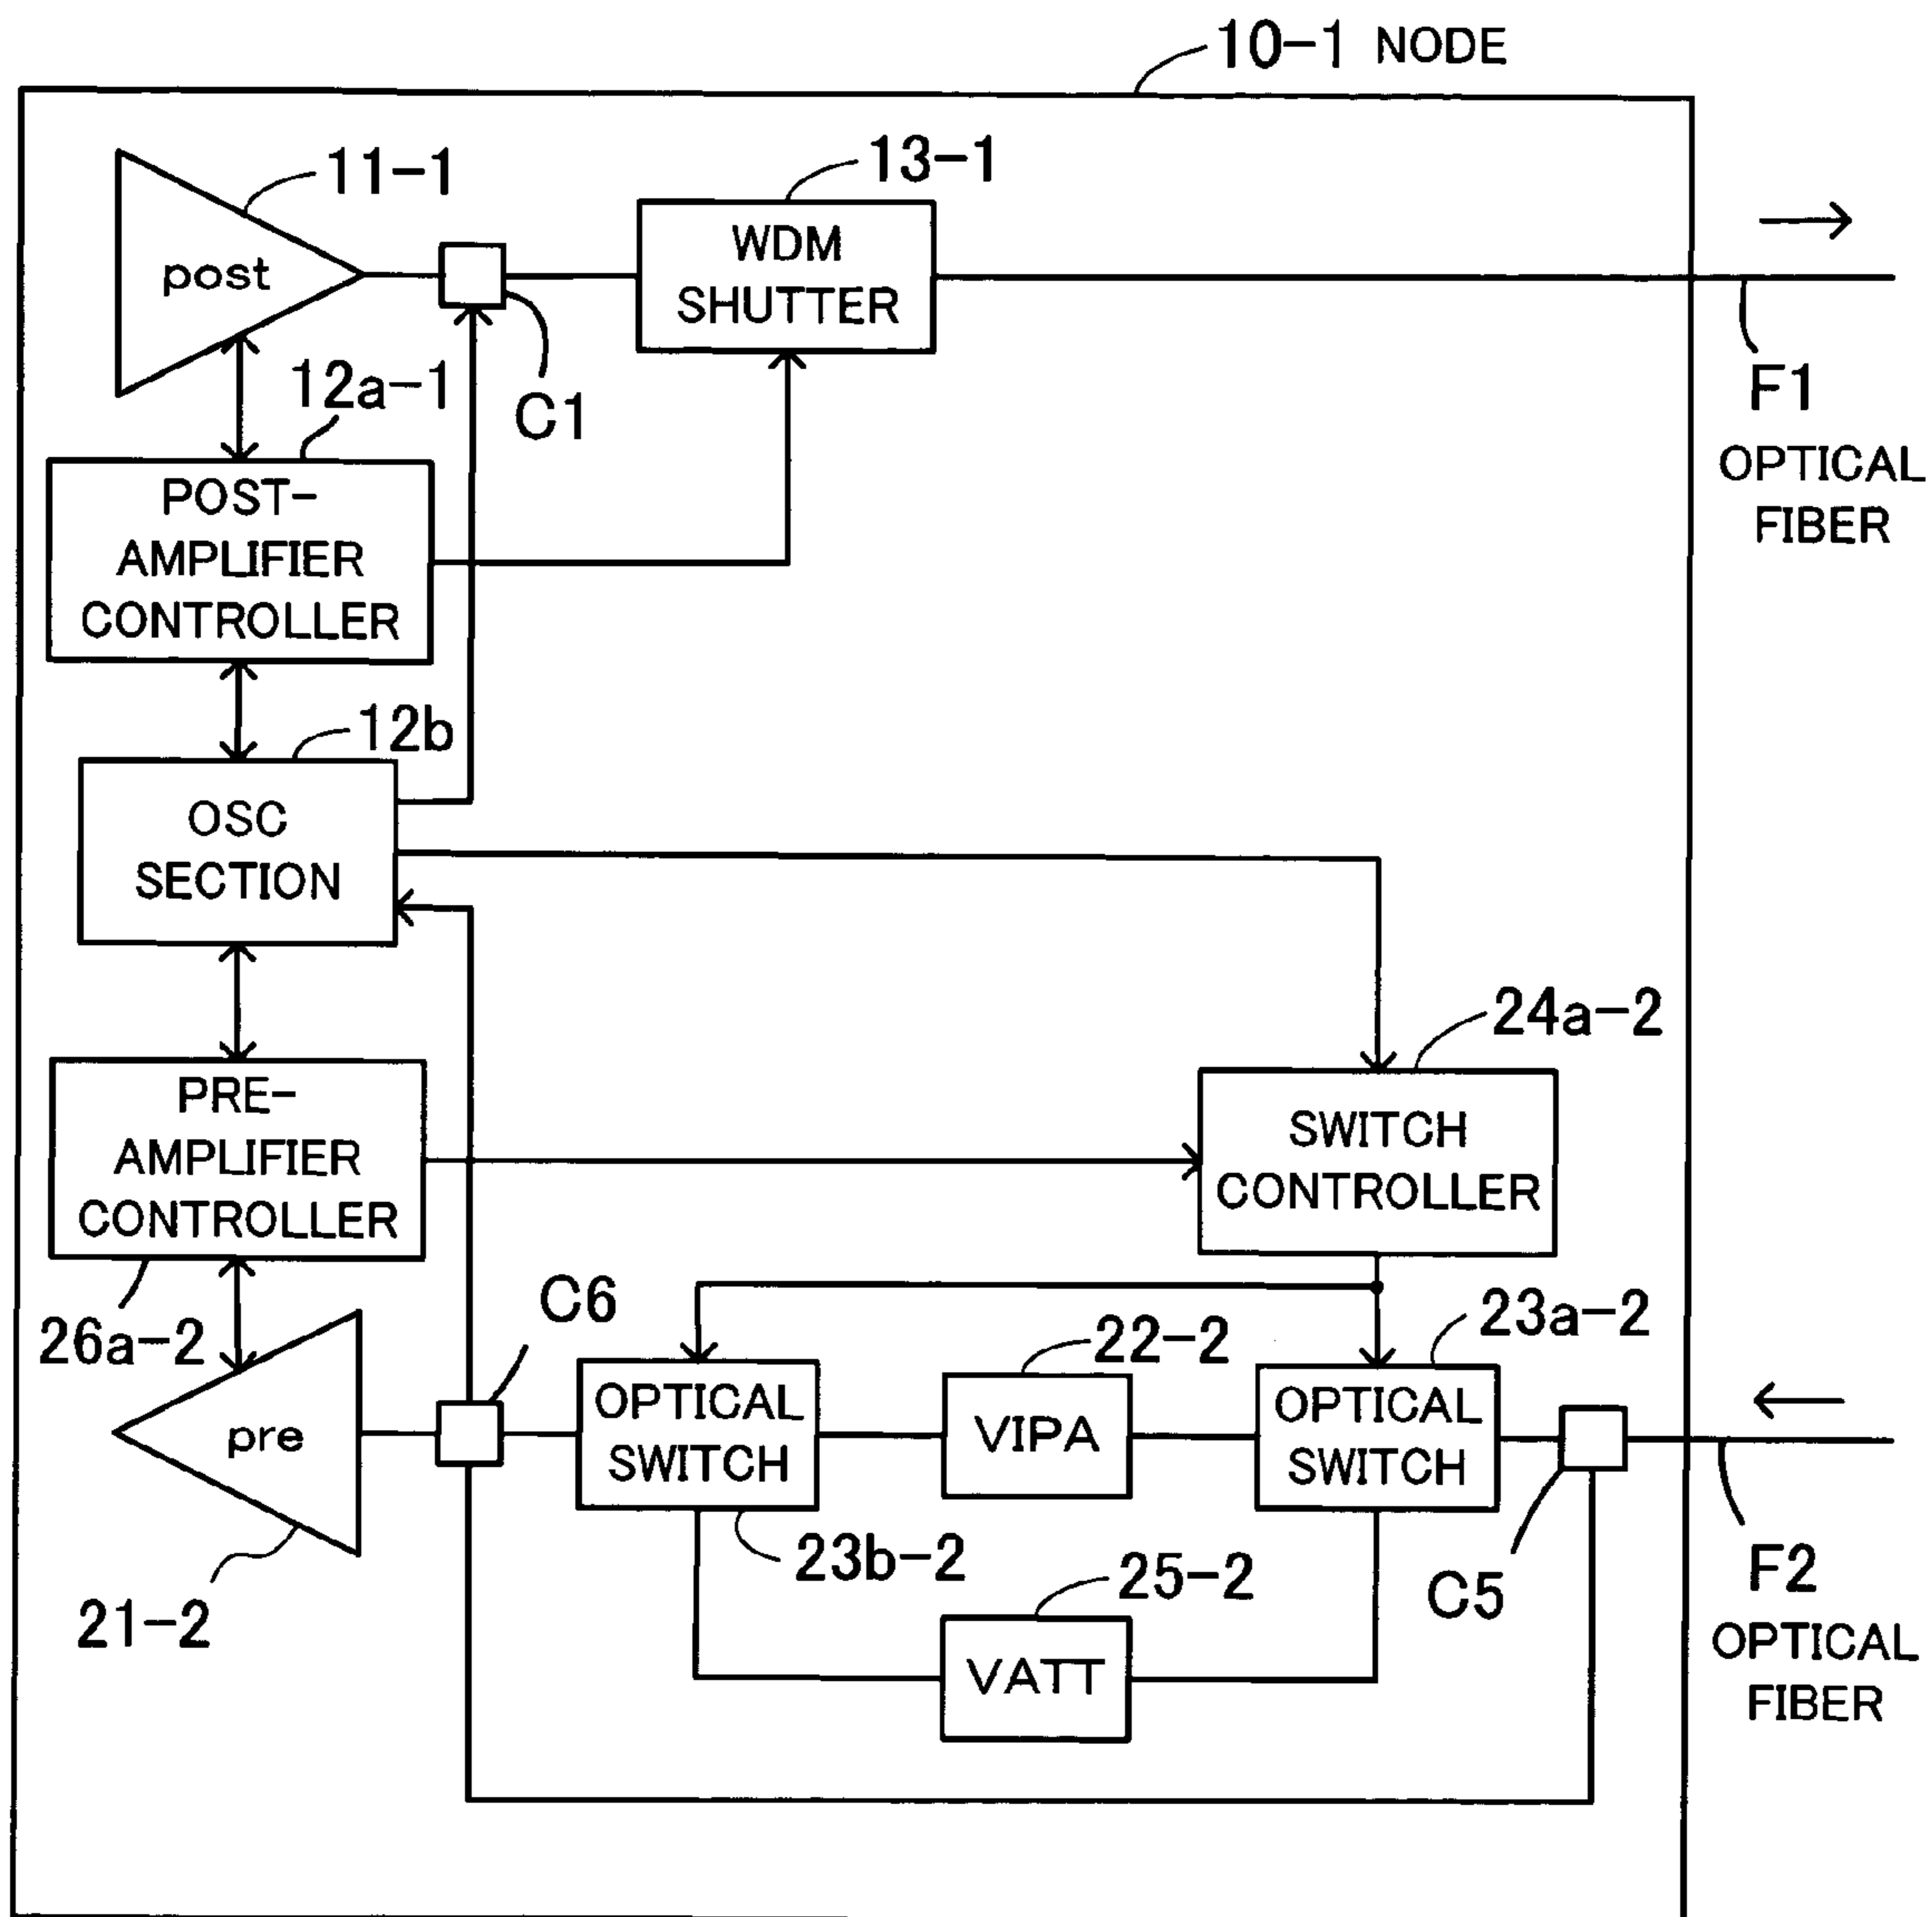 10-1 NODE
11-1
13-1
post
WDM
SHUTTER
C1
F1
OPTICAL
FIBER
12a-1
POST-
AMPLIFIER
CONTROLLER
12b
OSC
SECTION
24a-2
PRE-
AMPLIFIER
CONTROLLER
SWITCH
CONTROLLER
26a-2
C6
22-2
23a-2
pre
OPTICAL
SWITCH
VIPA
OPTICAL
SWITCH
21-2
23b-2
25-2
C5
F2
OPTICAL
FIBER
VATT